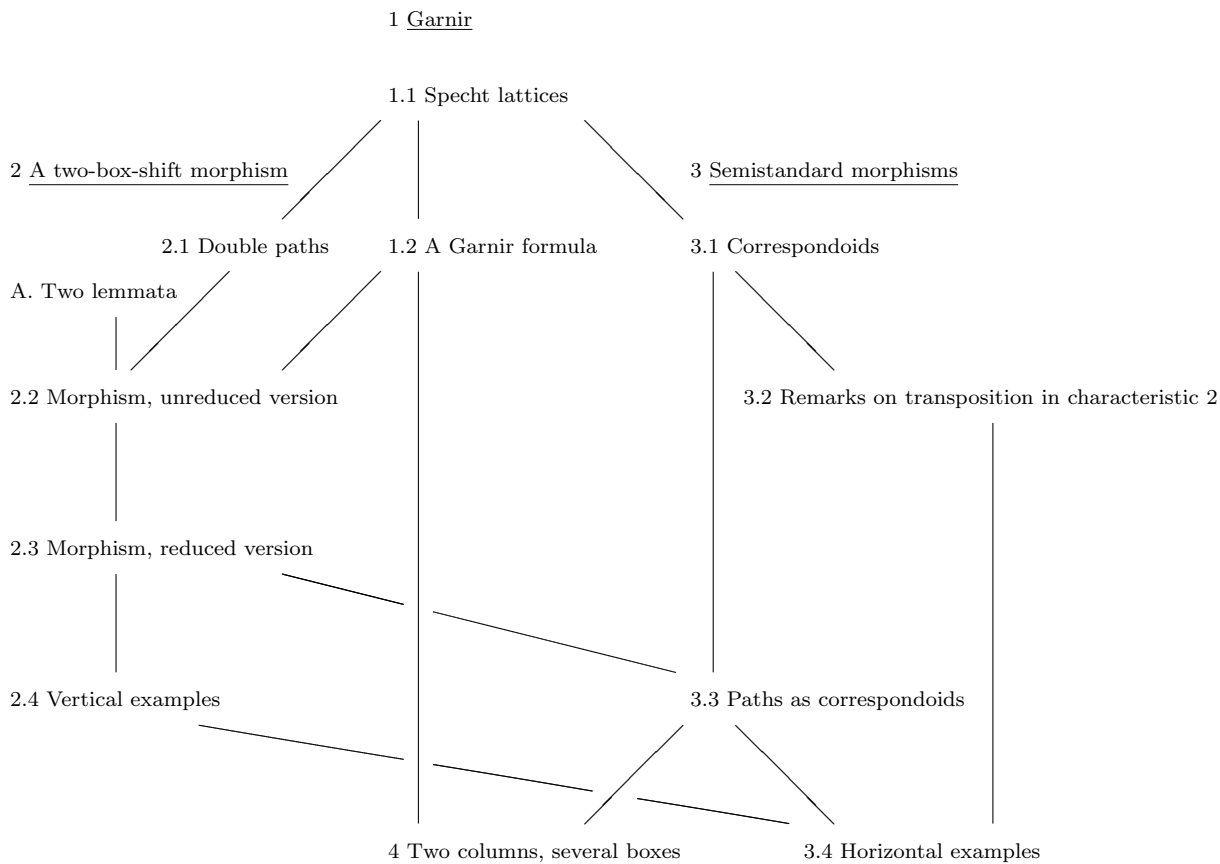 1 Garnir
1.1 Specht lattices
2 A two-box-shift morphism
3 Semistandard morphisms
2.1 Double paths
1.2 A Garnir formula
3.1 Correspondoids
A. Two lemmata
2.2 Morphism, unreduced version
3.2 Remarks on transposition in characteristic 2
2.3 Morphism, reduced version
2.4 Vertical examples
3.3 Paths as correspondoids
4 Two columns, several boxes
3.4 Horizontal examples